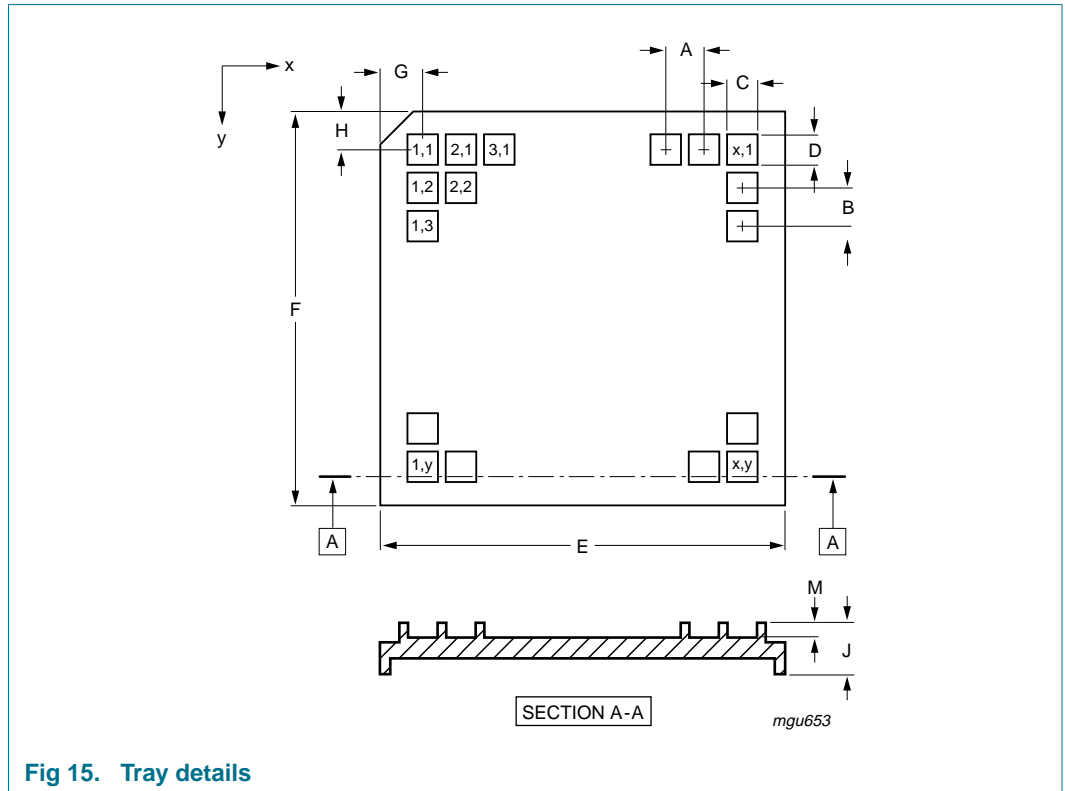 A
G
x
C
H
y
1,1 2,1 3,1
x,1
D
1,2 2,2
B
1,3
F
1,y
x,y
A
E
A
M
J
SECTION A-A
mgu653
Fig 15. Tray details